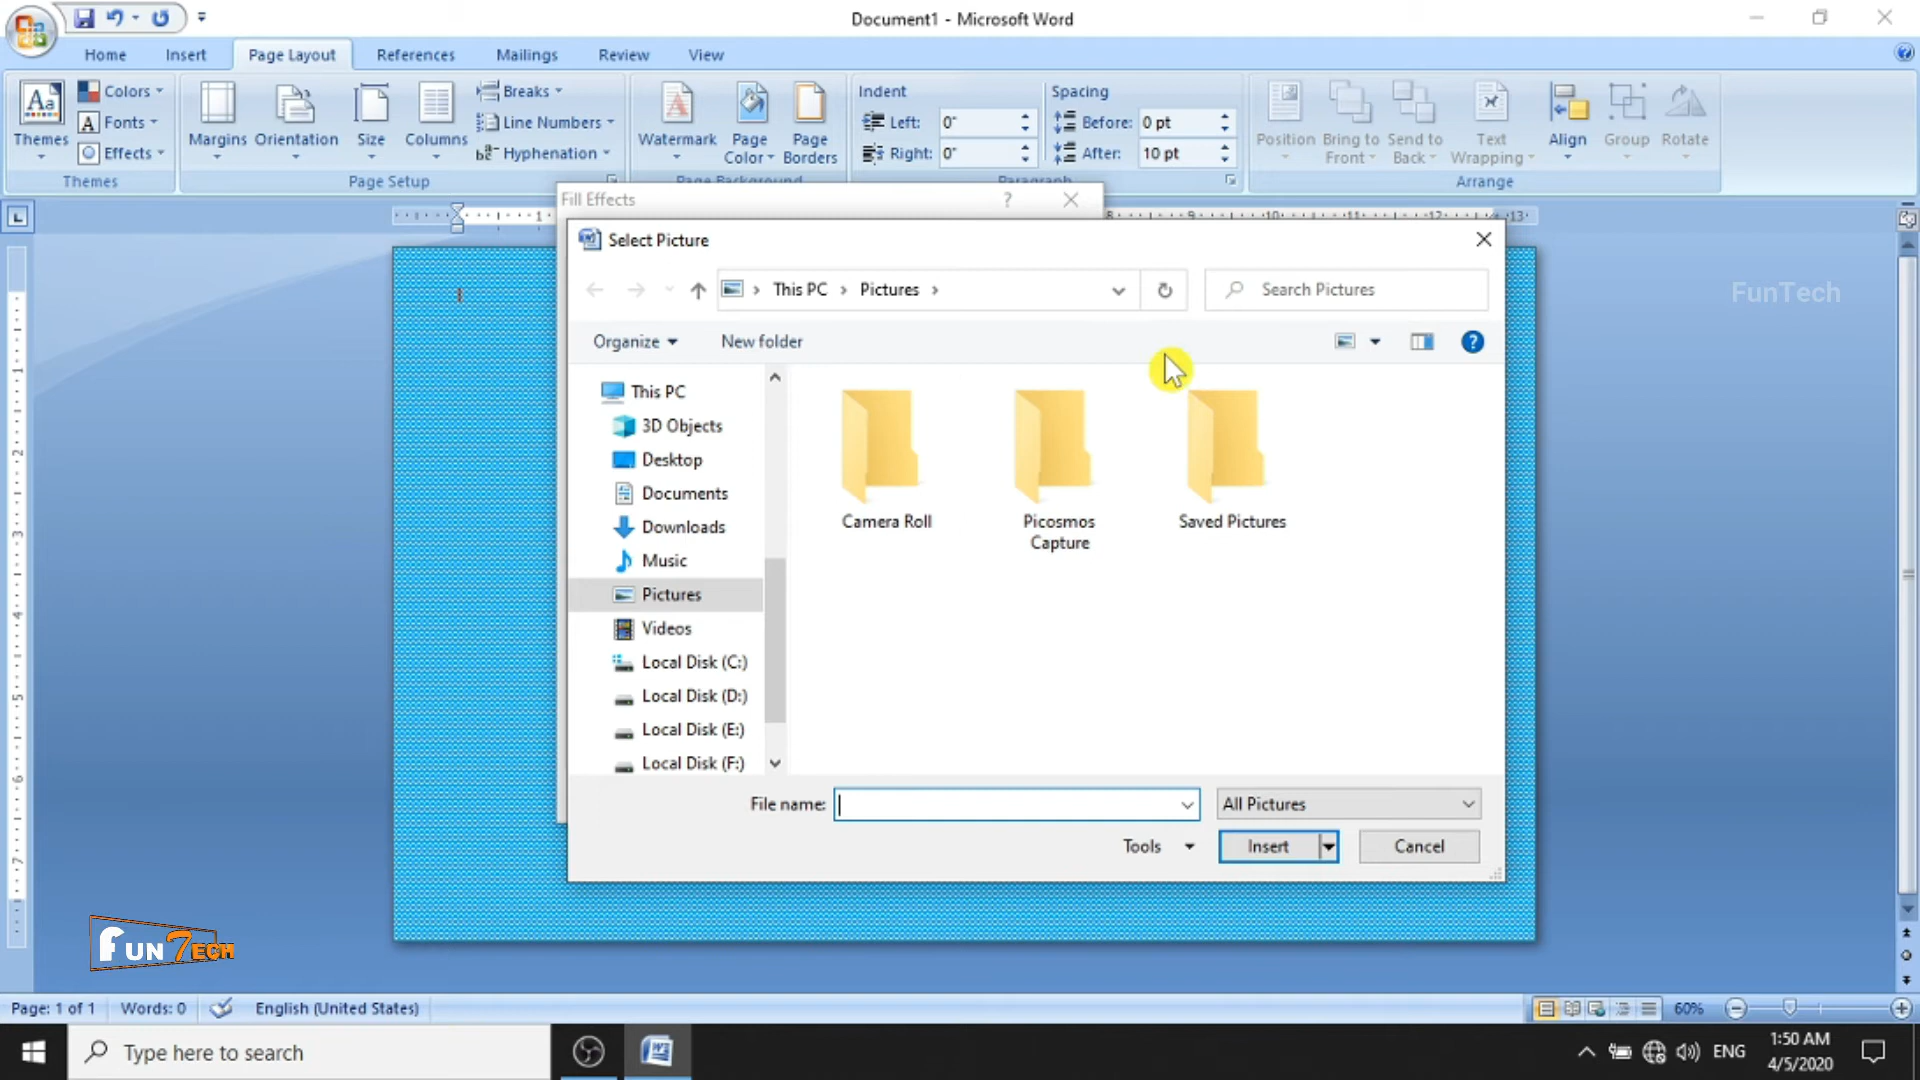 Document1 - Microsoft Word
Home Insert Page Layout References Mailings Review View
Aa Colors Breaks Indent Spacing
Fonts Line Numbers Left: 0" Before: 0 pt
Themes Margins Orientation Size Columns Watermark Page Color Page Borders Position Bring to Front Send to Back Text Wrapping Align Group Rotate
Effects Hyphenation Right: 0" After: 10 pt
Themes Page Setup Page Background Paragraph Arrange
Fill Effects ?
Select Picture
This PC Pictures Search Pictures
Organize New folder
This PC
3D Objects
Desktop
Documents
Downloads
Music
Pictures
Videos
Local Disk (C:)
Local Disk (D:)
Local Disk (E:)
Local Disk (F:)
Camera Roll
Picosmos
Capture
Saved Pictures
File name: All Pictures
Tools Insert Cancel
FunTech
FUN TECH
Page: 1 of 1 Words: 0 English (United States) 60%
Type here to search
ENG
1:50 AM
4/5/2020